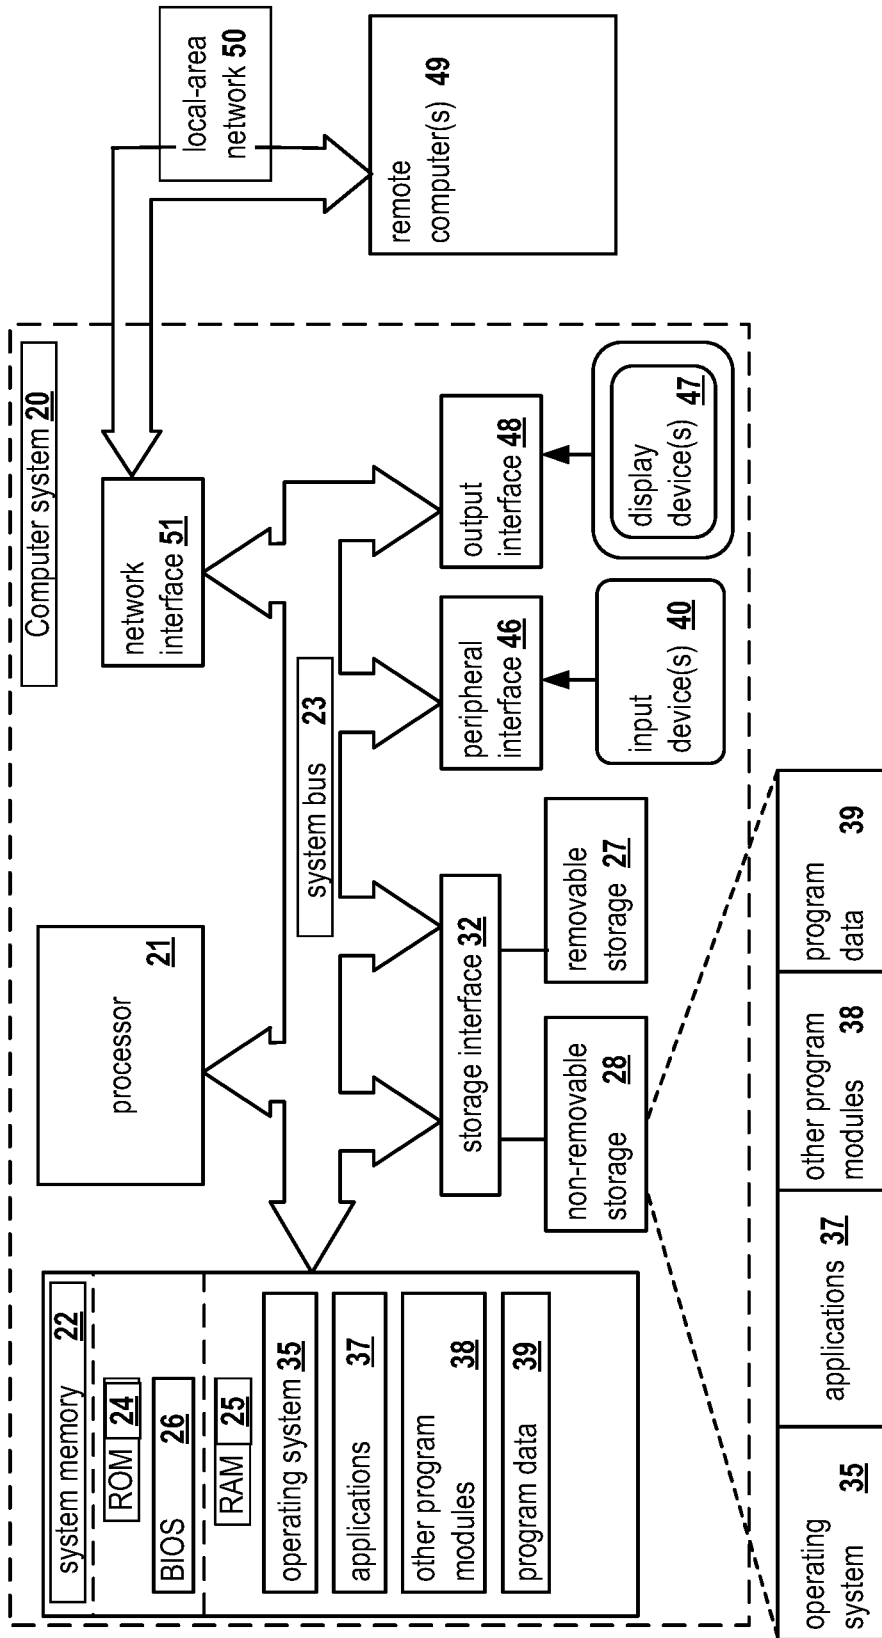 Computer system 20
system memory 22
ROM 24
BIOS 26
RAM 25
operating system 35
applications 37
other program
modules 38
program data 39
processor
21
system bus 23
network
interface 51
local-area
network 50
remote
computer(s) 49
storage interface 32
peripheral
interface 46
output
interface 48
non-removable
storage 28
removable
storage 27
input
device(s) 40
display
device(s) 47
operating
system 35
applications 37
other program
modules 38
program
data 39